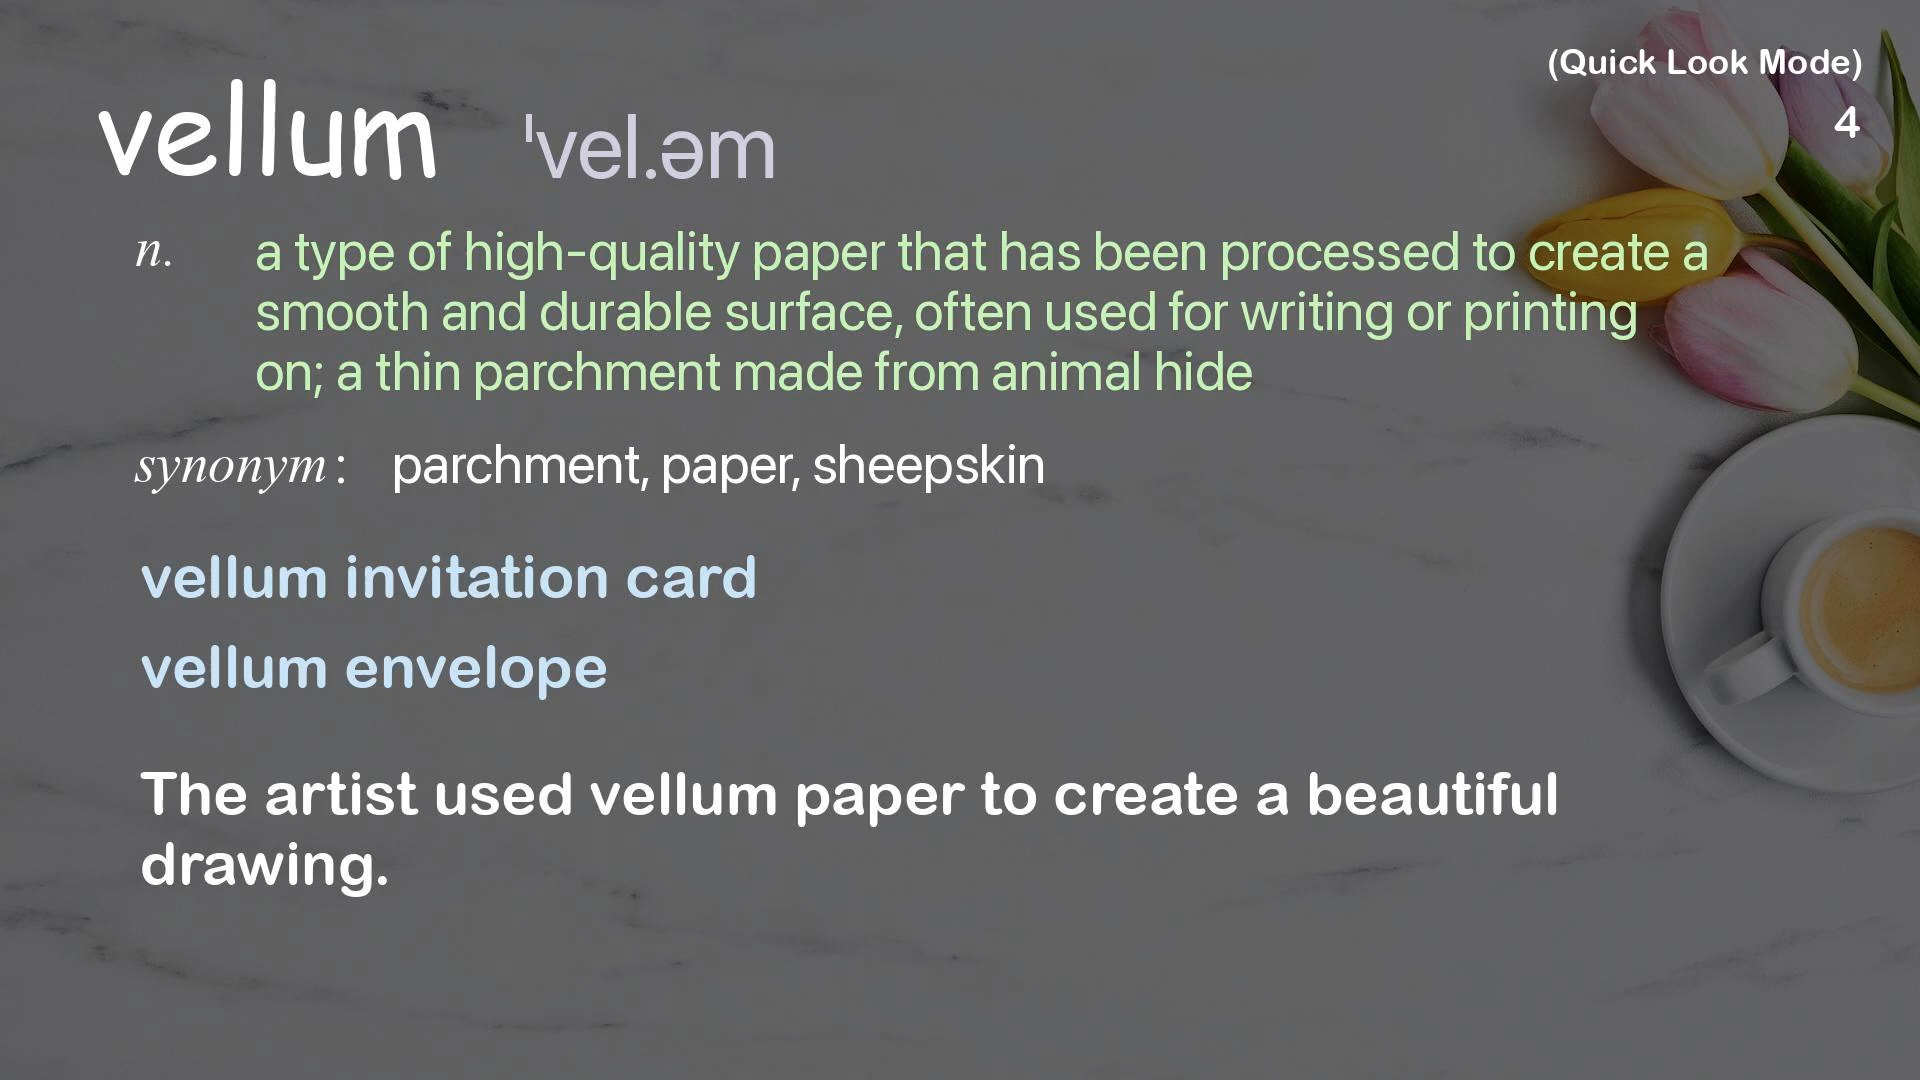 (Quick Look Mode)
4
vellum ˈvel.əm
n. a type of high-quality paper that has been processed to create a
smooth and durable surface, often used for writing or printing
on; a thin parchment made from animal hide
synonym : parchment, paper, sheepskin
vellum invitation card
vellum envelope
The artist used vellum paper to create a beautiful
drawing.